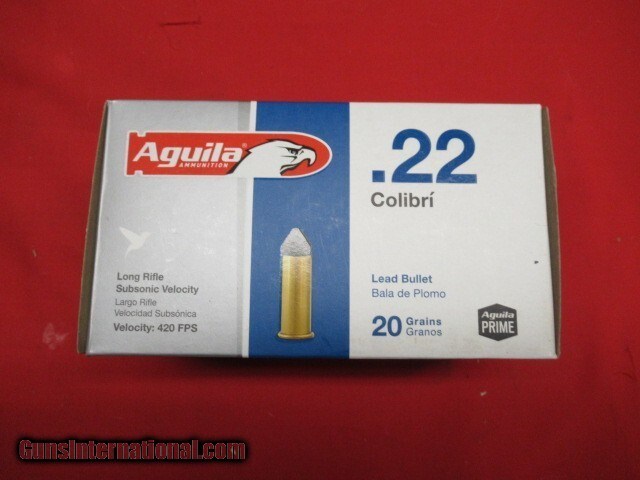 Aguila
AMMUNITION
.22
Colibrí
Long Rifle
Subsonic Velocity
Largo Rifle
Velocidad Subsónica
Velocity: 420 FPS
Lead Bullet
Bala de Plomo
20 Grains
Granos
Aguila
PRIME
GunsInternational.com